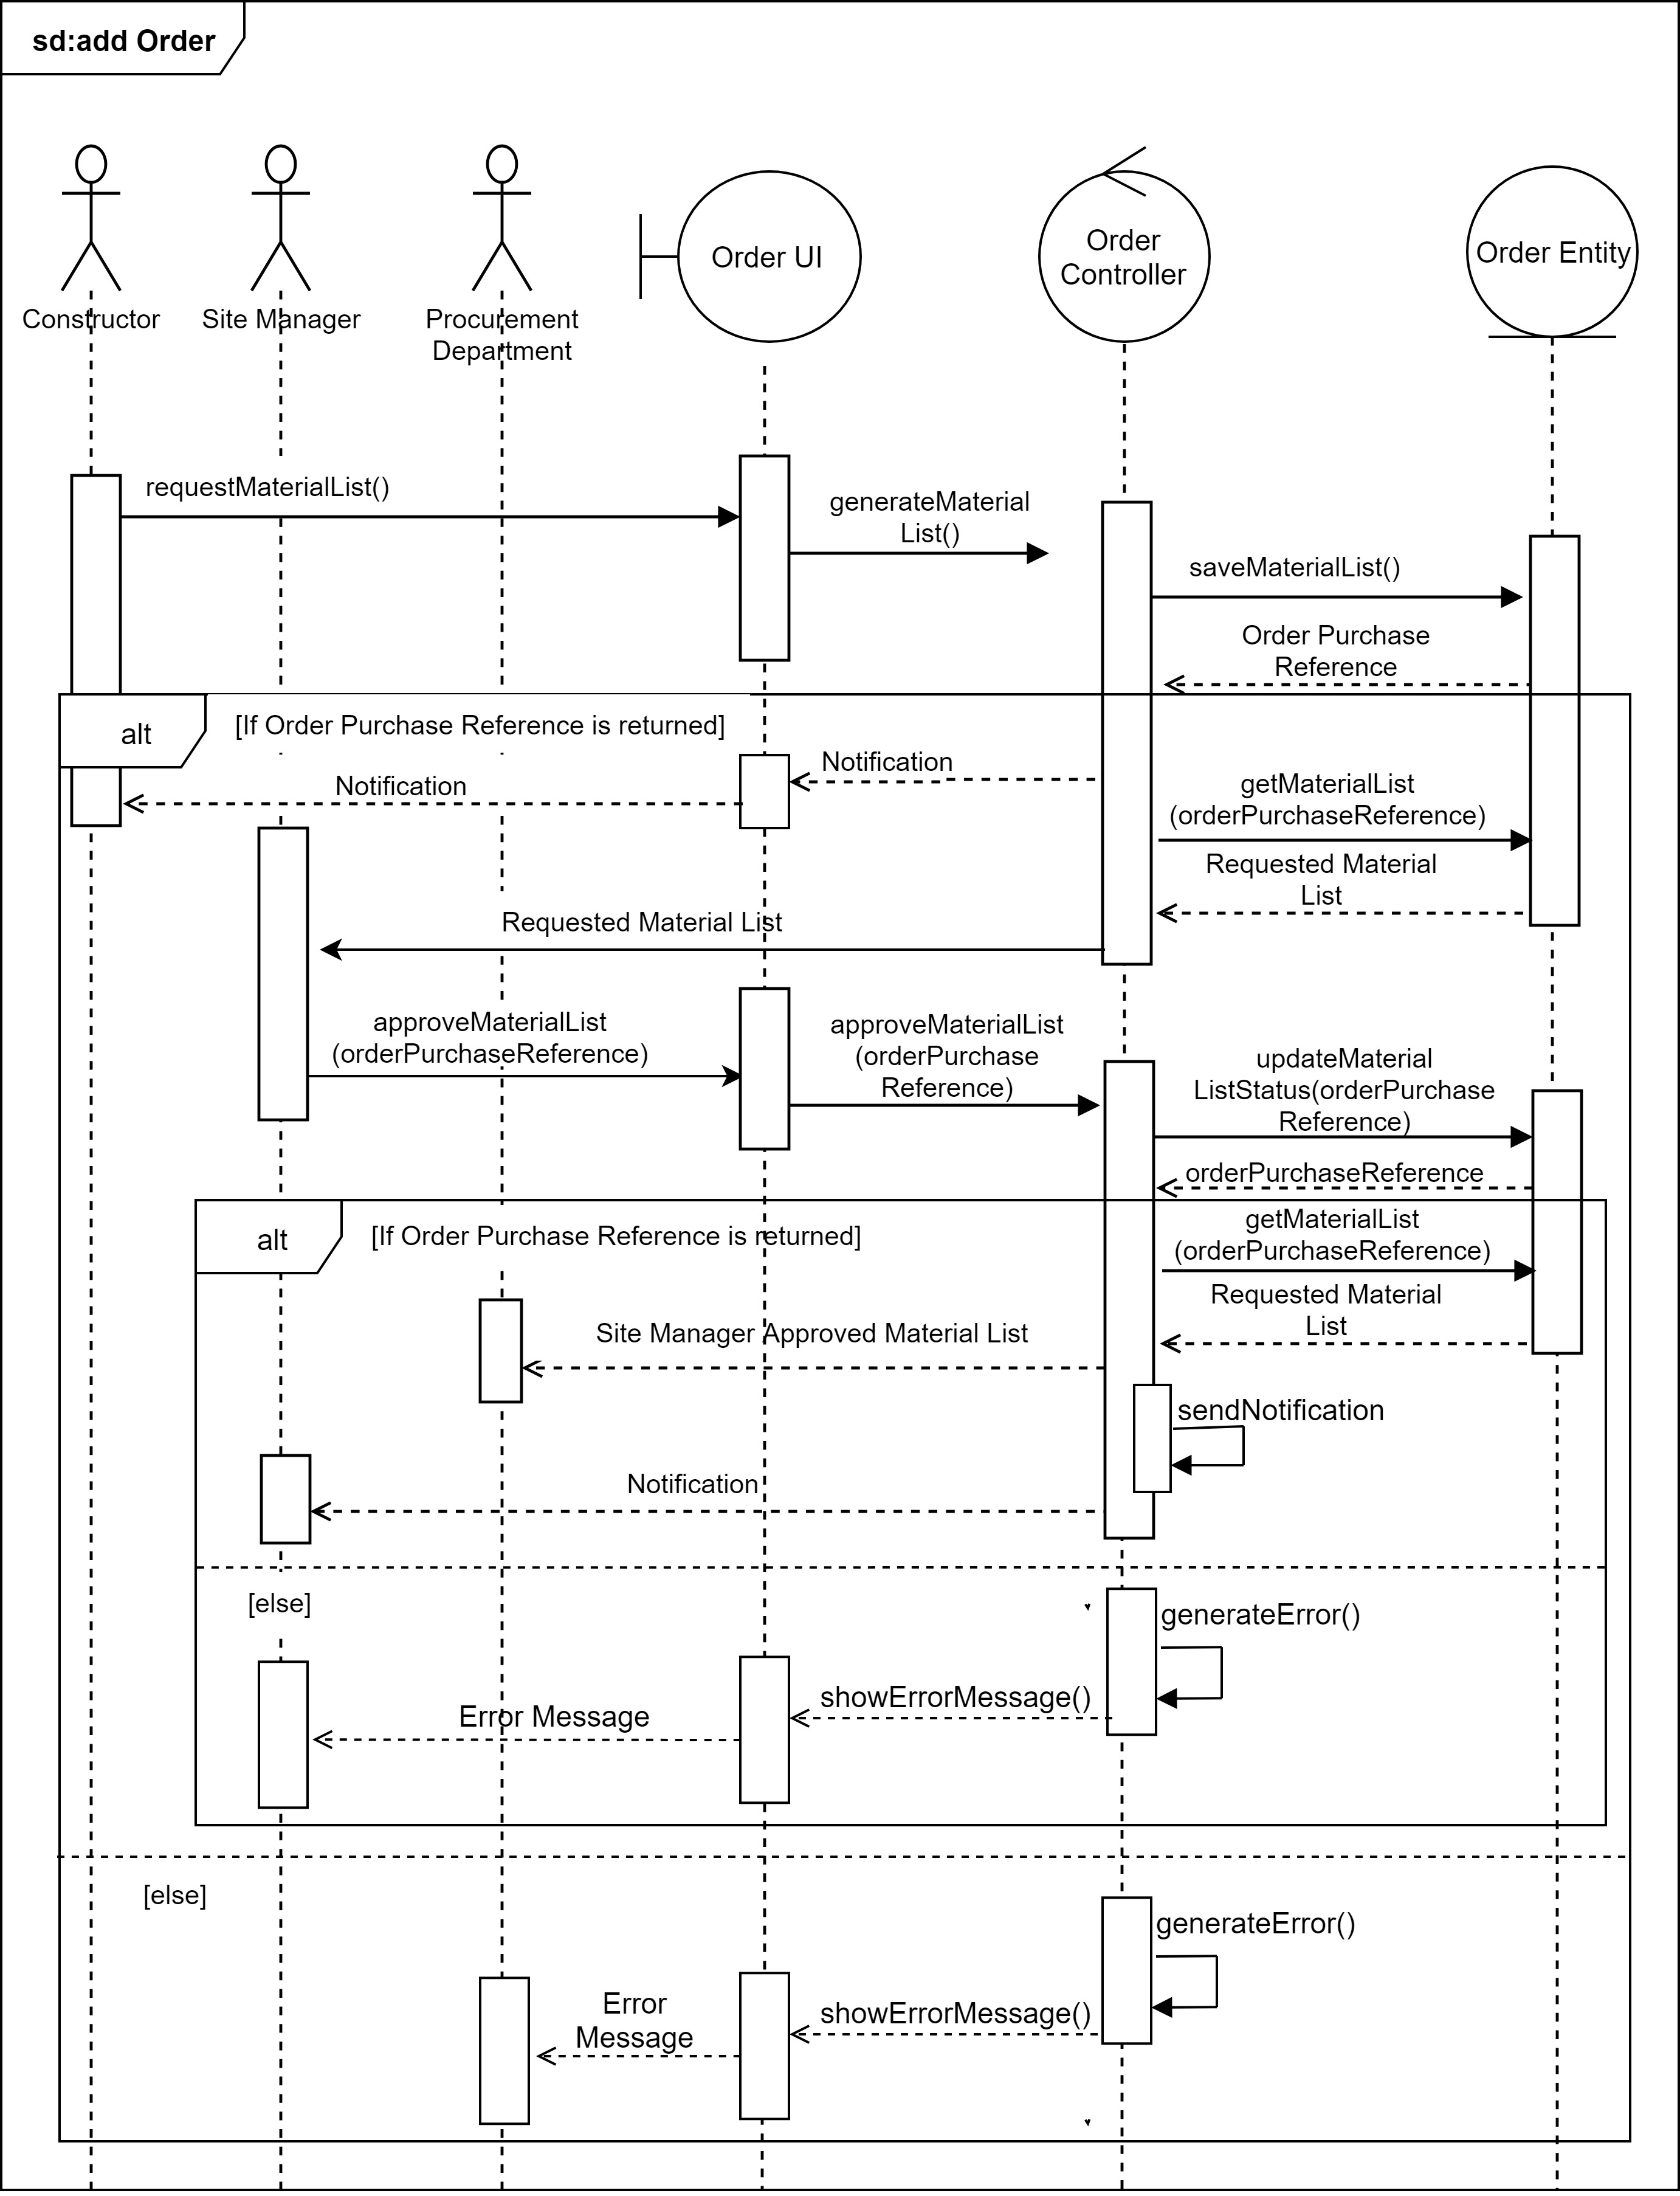 sd:add Order
Constructor
Site Manager
Procurement
Department
Order UI
Order
Controller
Order Entity
requestMaterialList()
generateMaterial
List()
saveMaterialList()
Order Purchase
Reference
alt
[If Order Purchase Reference is returned]
Notification
Notification
getMaterialList
(orderPurchaseReference)
Requested Material
List
Requested Material List
approveMaterialList
(orderPurchaseReference)
approveMaterialList
(orderPurchase
Reference)
updateMaterial
ListStatus(orderPurchase
Reference)
orderPurchaseReference
alt
[If Order Purchase Reference is returned]
getMaterialList
(orderPurchaseReference)
Requested Material
List
Site Manager Approved Material List
sendNotification
Notification
[else]
generateError()
showErrorMessage()
Error Message
[else]
generateError()
showErrorMessage()
Error
Message